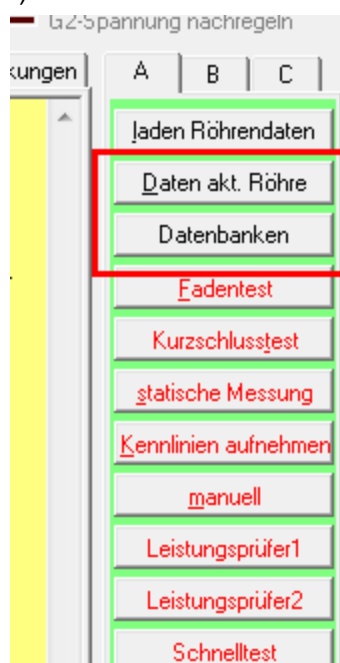 G2-Spannung nachregeln
kungen
A
B
C
laden Röhrendaten
Daten akt. Röhre
Datenbanken
Fadentest
Kurzschlusstest
statische Messung
Kennlinien aufnehmen
manuell
Leistungsprüfer1
Leistungsprüfer2
Schnelltest